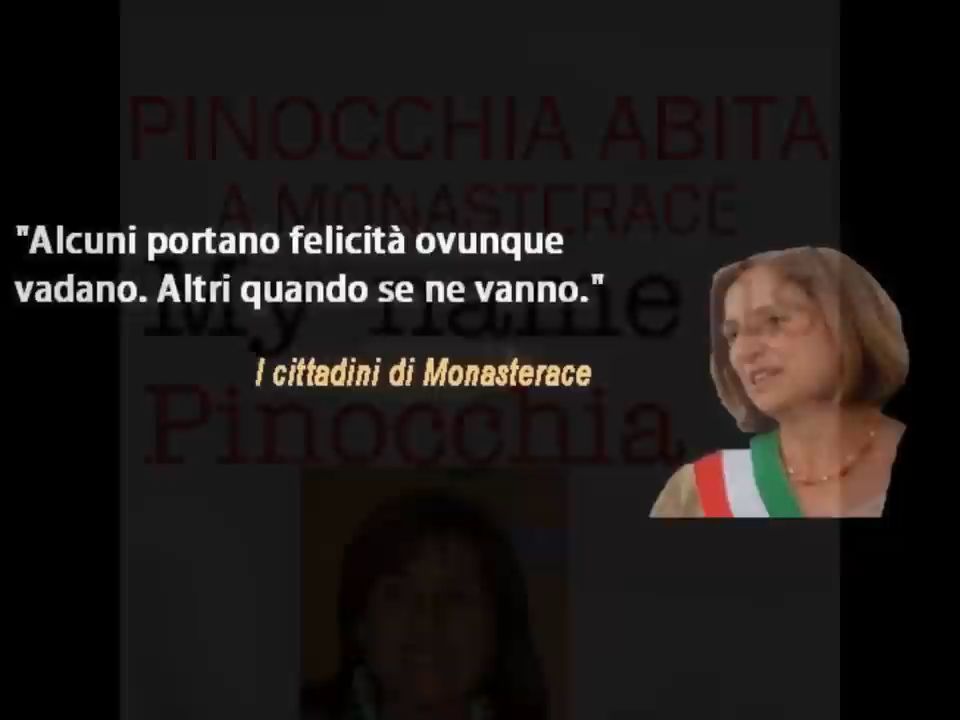 PINOCCHIA ABITA
A MONASTERACE
"Alcuni portano felicità ovunque
vadano. Altri quando se ne vanno."
My name
I cittadini di Monasterace
Pinocchia